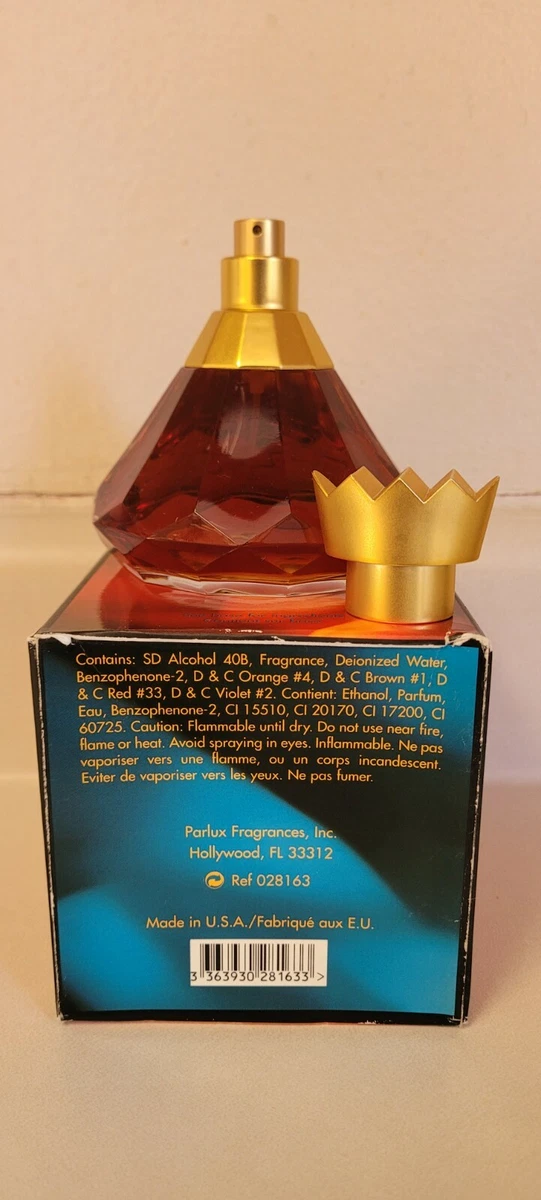 Contains: SD Alcohol 40B, Fragrance, Deionized Water,
Benzophenone-2, D & C Orange #4, D & C Brown #1, D
& C Red #33, D & C Violet #2. Contient: Ethanol, Parfum,
Eau, Benzophenone-2, CI 15510, CI 20170, CI 17200, CI
60725. Caution: Flammable until dry. Do not use near fire,
flame or heat. Avoid spraying in eyes. Inflammable. Ne pas
vaporiser vers une flamme, ou un corps incandescent.
Eviter de vaporiser vers les yeux. Ne pas fumer.
Parlux Fragrances, Inc.
Hollywood, FL 33312
Ref 028163
Made in U.S.A./Fabriqué aux E.U.
3 363930 281633 >